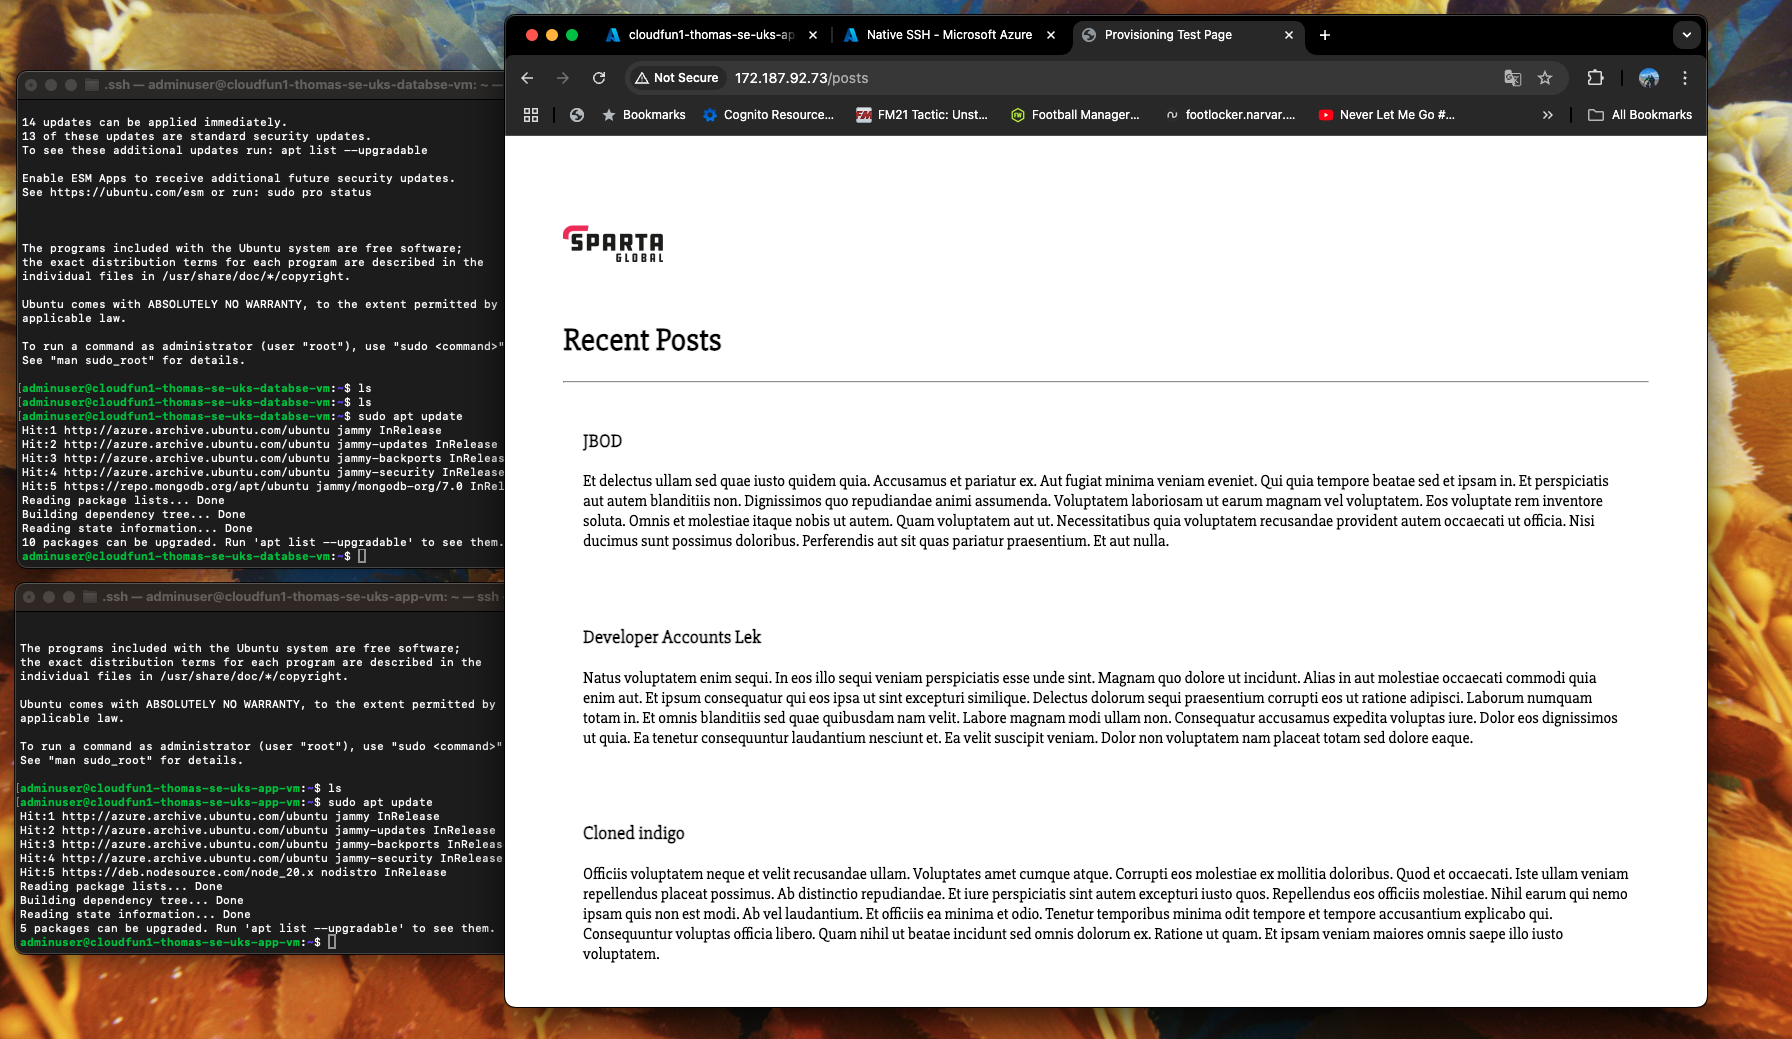 .ssh — adminuser@cloudfun1-thomas-se-uks-databse-vm: ~ —
14 updates can be applied immediately.
13 of these updates are standard security updates.
To see these additional updates run: apt list --upgradable
Enable ESM Apps to receive additional future security updates.
See https://ubuntu.com/esm or run: sudo pro status
The programs included with the Ubuntu system are free software;
the exact distribution terms for each program are described in the
individual files in /usr/share/doc/*/copyright.
Ubuntu comes with ABSOLUTELY NO WARRANTY, to the extent permitted by
applicable law.
To run a command as administrator (user "root"), use "sudo <command>"
See "man sudo_root" for details.
[adminuser@cloudfun1-thomas-se-uks-databse-vm:~$ ls
[adminuser@cloudfun1-thomas-se-uks-databse-vm:~$ ls
[adminuser@cloudfun1-thomas-se-uks-databse-vm:~$ sudo apt update
Hit:1 http://azure.archive.ubuntu.com/ubuntu jammy InRelease
Hit:2 http://azure.archive.ubuntu.com/ubuntu jammy-updates InRelease
Hit:3 http://azure.archive.ubuntu.com/ubuntu jammy-backports InReleas
Hit:4 http://azure.archive.ubuntu.com/ubuntu jammy-security InRelease
Hit:5 https://repo.mongodb.org/apt/ubuntu jammy/mongodb-org/7.0 InRel
Reading package lists... Done
Building dependency tree... Done
Reading state information... Done
10 packages can be upgraded. Run 'apt list --upgradable' to see them.
adminuser@cloudfun1-thomas-se-uks-databse-vm:~$
.ssh — adminuser@cloudfun1-thomas-se-uks-app-vm: ~ — ssh
The programs included with the Ubuntu system are free software;
the exact distribution terms for each program are described in the
individual files in /usr/share/doc/*/copyright.
Ubuntu comes with ABSOLUTELY NO WARRANTY, to the extent permitted by
applicable law.
To run a command as administrator (user "root"), use "sudo <command>"
See "man sudo_root" for details.
[adminuser@cloudfun1-thomas-se-uks-app-vm:~$ ls
[adminuser@cloudfun1-thomas-se-uks-app-vm:~$ sudo apt update
Hit:1 http://azure.archive.ubuntu.com/ubuntu jammy InRelease
Hit:2 http://azure.archive.ubuntu.com/ubuntu jammy-updates InRelease
Hit:3 http://azure.archive.ubuntu.com/ubuntu jammy-backports InReleas
Hit:4 http://azure.archive.ubuntu.com/ubuntu jammy-security InRelease
Hit:5 https://deb.nodesource.com/node_20.x nodistro InRelease
Reading package lists... Done
Building dependency tree... Done
Reading state information... Done
5 packages can be upgraded. Run 'apt list --upgradable' to see them.
adminuser@cloudfun1-thomas-se-uks-app-vm:~$
cloudfun1-thomas-se-uks-ap
Native SSH - Microsoft Azure
Provisioning Test Page
Not Secure 172.187.92.73/posts
Bookmarks Cognito Resource... FM21 Tactic: Unst... Football Manager... footlocker.narvar.... Never Let Me Go #... » All Bookmarks
SPARTA
GLOBAL
Recent Posts
JBOD
Et delectus ullam sed quae iusto quidem quia. Accusamus et pariatur ex. Aut fugiat minima veniam eveniet. Qui quia tempore beatae sed et ipsam in. Et perspiciatis
aut autem blanditiis non. Dignissimos quo repudiandae animi assumenda. Voluptatem laboriosam ut earum magnam vel voluptatem. Eos voluptate rem inventore
soluta. Omnis et molestiae itaque nobis ut autem. Quam voluptatem aut ut. Necessitatibus quia voluptatem recusandae provident autem occaecati ut officia. Nisi
ducimus sunt possimus doloribus. Perferendis aut sit quas pariatur praesentium. Et aut nulla.
Developer Accounts Lek
Natus voluptatem enim sequi. In eos illo sequi veniam perspiciatis esse unde sint. Magnam quo dolore ut incidunt. Alias in aut molestiae occaecati commodi quia
enim aut. Et ipsum consequatur qui eos ipsa ut sint excepturi similique. Delectus dolorum sequi praesentium corrupti eos ut ratione adipisci. Laborum numquam
totam in. Et omnis blanditiis sed quae quibusdam nam velit. Labore magnam modi ullam non. Consequatur accusamus expedita voluptas iure. Dolor eos dignissimos
ut quia. Ea tenetur consequuntur laudantium nesciunt et. Ea velit suscipit veniam. Dolor non voluptatem nam placeat totam sed dolore eaque.
Cloned indigo
Officiis voluptatem neque et velit recusandae ullam. Voluptates amet cumque atque. Corrupti eos molestiae ex mollitia doloribus. Quod et occaecati. Iste ullam veniam
repellendus placeat possimus. Ab distinctio repudiandae. Et iure perspiciatis sint autem excepturi iusto quos. Repellendus eos officiis molestiae. Nihil earum qui nemo
ipsam quis non est modi. Ab vel laudantium. Et officiis ea minima et odio. Tenetur temporibus minima odit tempore et tempore accusantium explicabo qui.
Consequuntur voluptas officia libero. Quam nihil ut beatae incidunt sed omnis dolorum ex. Ratione ut quam. Et ipsam veniam maiores omnis saepe illo iusto
voluptatem.